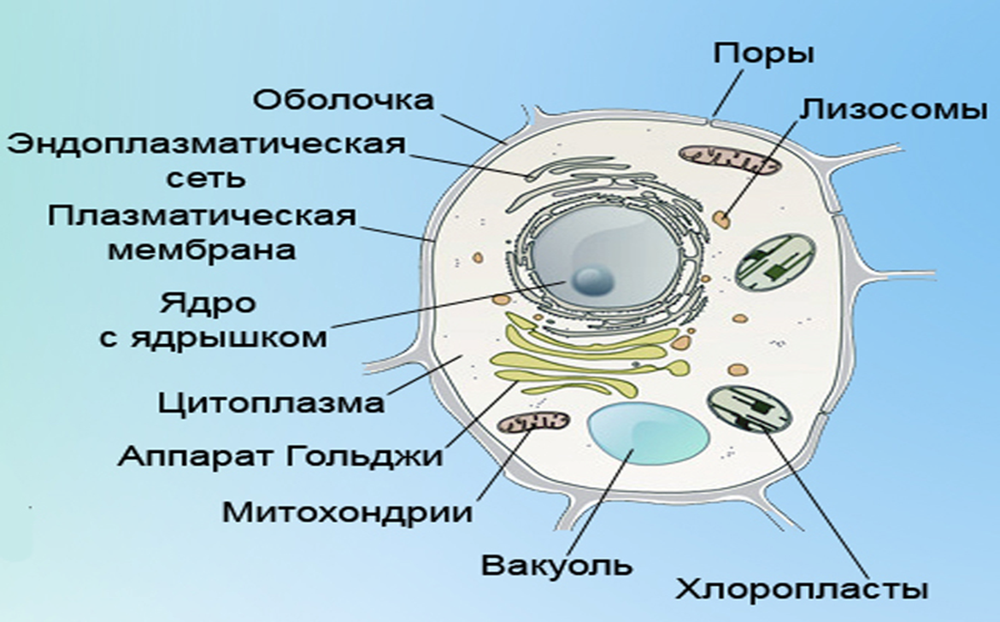 Поры
Оболочка
Лизосомы
Эндоплазматическая
сеть
Плазматическая
мембрана
Ядро
с ядрышком
Цитоплазма
Аппарат Гольджи
Митохондрии
Вакуоль
Хлоропласты